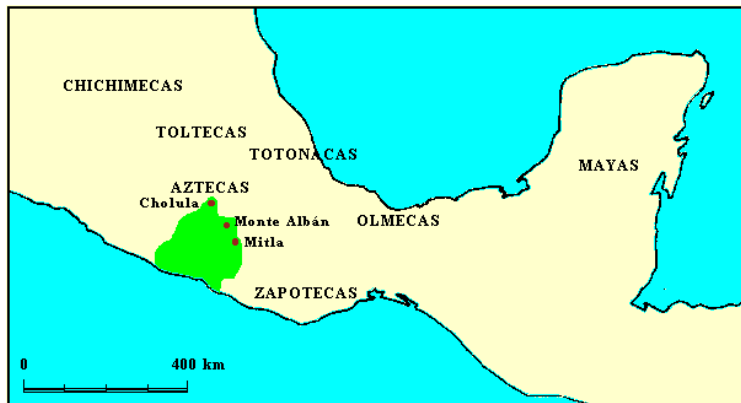 CHICHIMECAS
TOLTECAS
TOTONACAS
MAYAS
AZTECAS
Cholula
Monte Albán
OLMECAS
Mitla
ZAPOTECAS
0 400 km